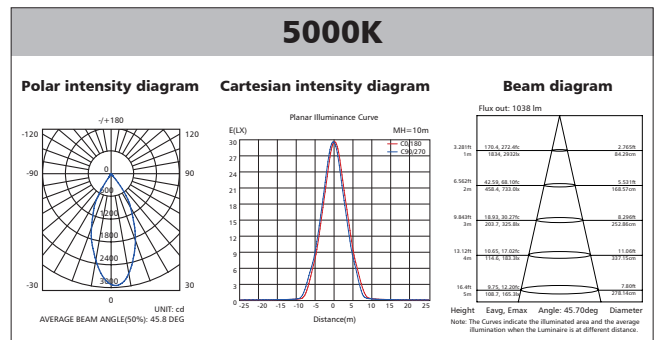 5000K
Polar intensity diagram
Cartesian intensity diagram
Beam diagram
-/+180
-120
120
-90
90
-30
30
0
0
600
1200
1800
2400
3000
UNIT: cd
AVERAGE BEAM ANGLE(50%): 45.8 DEG
Planar Illuminance Curve
E(LX)
MH=10m
C0/180
C90/270
30
27
24
21
18
15
12
9
6
3
0
-25 -20 -15 -10 -5 0 5 10 15 20 25
Distance(m)
Flux out: 1038 lm
3.281ft 170.4, 272.4fc 2.765ft
1m 1834, 2932lx 84.29cm
6.562ft 42.59, 68.10fc 5.531ft
2m 458.4, 733.0lx 168.57cm
9.843ft 18.93, 30.27fc 8.296ft
3m 203.7, 325.8lx 252.86cm
13.12ft 10.65, 17.02fc 11.06ft
4m 114.6, 183.3lx 337.15cm
16.4ft 9.75, 12.20fc 7.80ft
5m 108.7, 165.3lx 278.14cm
Height Eavg, Emax Angle: 45.70deg Diameter
Note: The Curves indicate the illuminated area and the average
illumination when the Luminaire is at different distance.